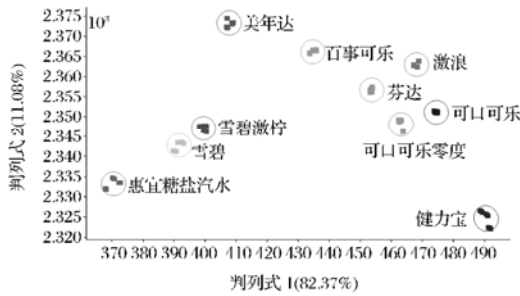 2.375
10³
2.370
2.365
2.360
2.355
2.350
2.345
2.340
2.335
2.330
2.325
2.320
判列式 2(11.08%)
美年达
百事可乐
激浪
芬达
可口可乐
可口可乐零度
雪碧激柠
雪碧
惠宜糖盐汽水
健力宝
370 380 390 400 410 420 430 440 450 460 470 480 490 500
判列式 1(82.37%)